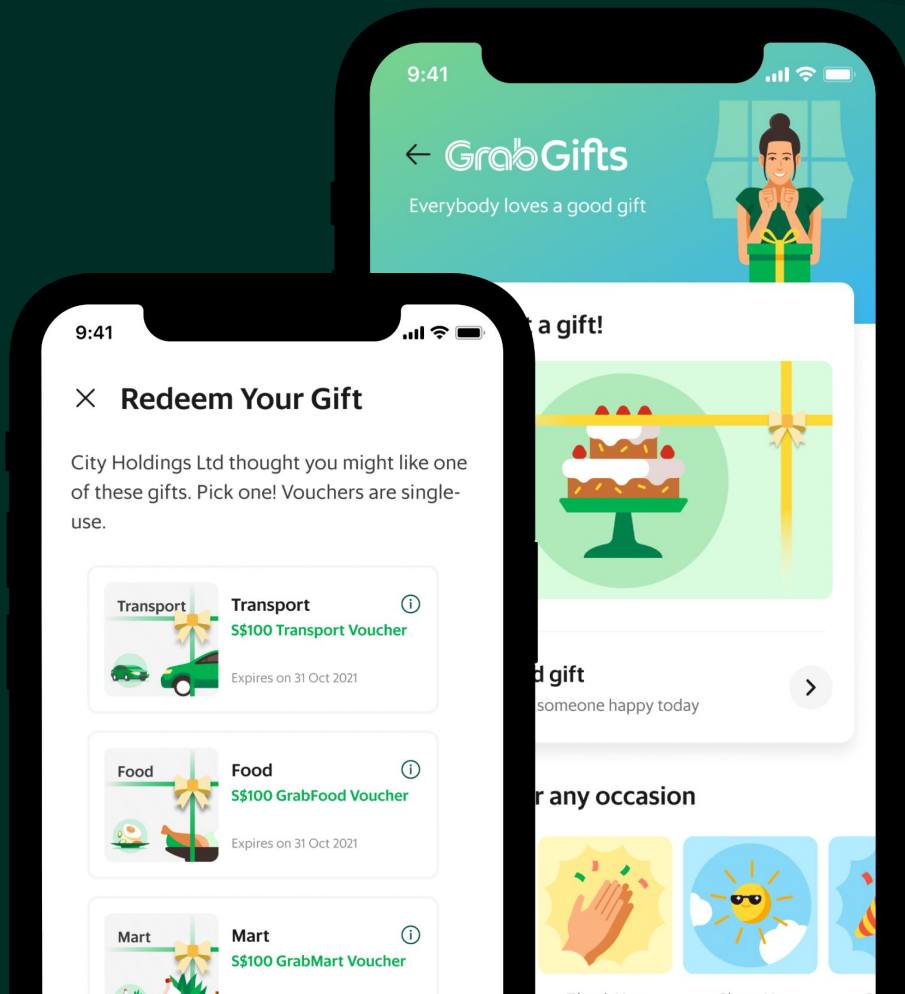 9:41
GrabGifts
Everybody loves a good gift
a gift!
gift
someone happy today
any occasion
9:41
Redeem Your Gift
City Holdings Ltd thought you might like one
of these gifts. Pick one! Vouchers are single-
use.
Transport
Transport
S$100 Transport Voucher
Expires on 31 Oct 2021
Food
Food
S$100 GrabFood Voucher
Expires on 31 Oct 2021
Mart
Mart
S$100 GrabMart Voucher